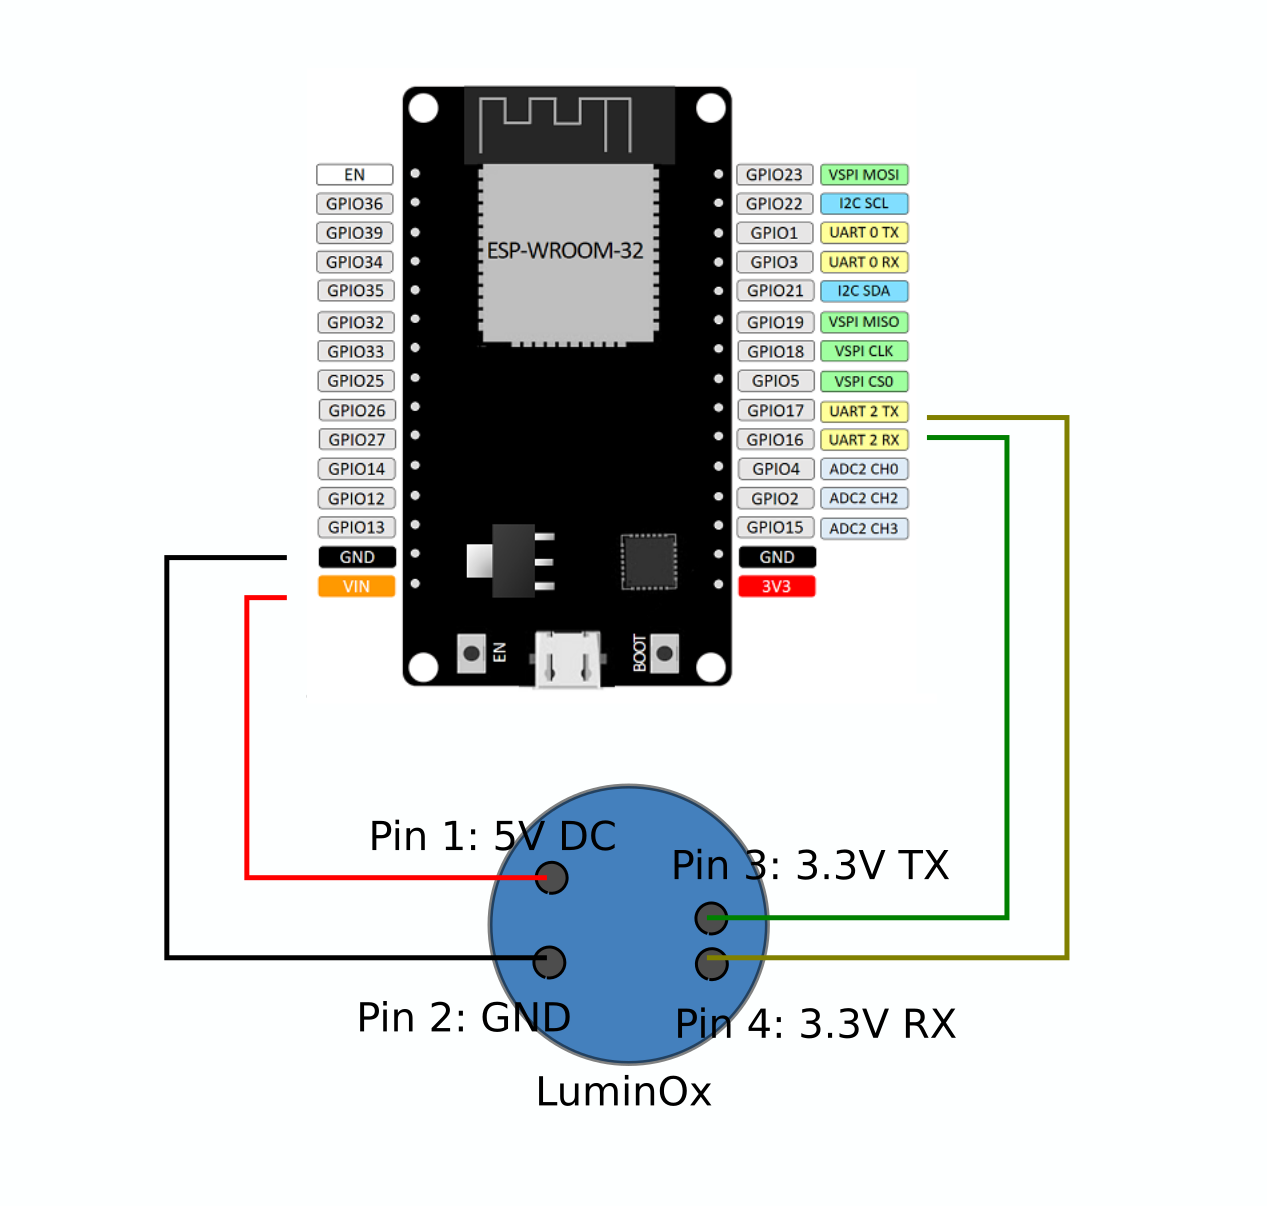 ESP-WROOM-32
EN
GPIO36
GPIO39
GPIO34
GPIO35
GPIO32
GPIO33
GPIO25
GPIO26
GPIO27
GPIO14
GPIO12
GPIO13
GND
VIN
GPIO23 VSPI MOSI
GPIO22 I2C SCL
GPIO1 UART 0 TX
GPIO3 UART 0 RX
GPIO21 I2C SDA
GPIO19 VSPI MISO
GPIO18 VSPI CLK
GPIO5 VSPI CS0
GPIO17 UART 2 TX
GPIO16 UART 2 RX
GPIO4 ADC2 CH0
GPIO2 ADC2 CH2
GPIO15 ADC2 CH3
GND
3V3
EN
BOOT
Pin 1: 5V DC
Pin 3: 3.3V TX
Pin 2: GND
Pin 4: 3.3V RX
LuminOx